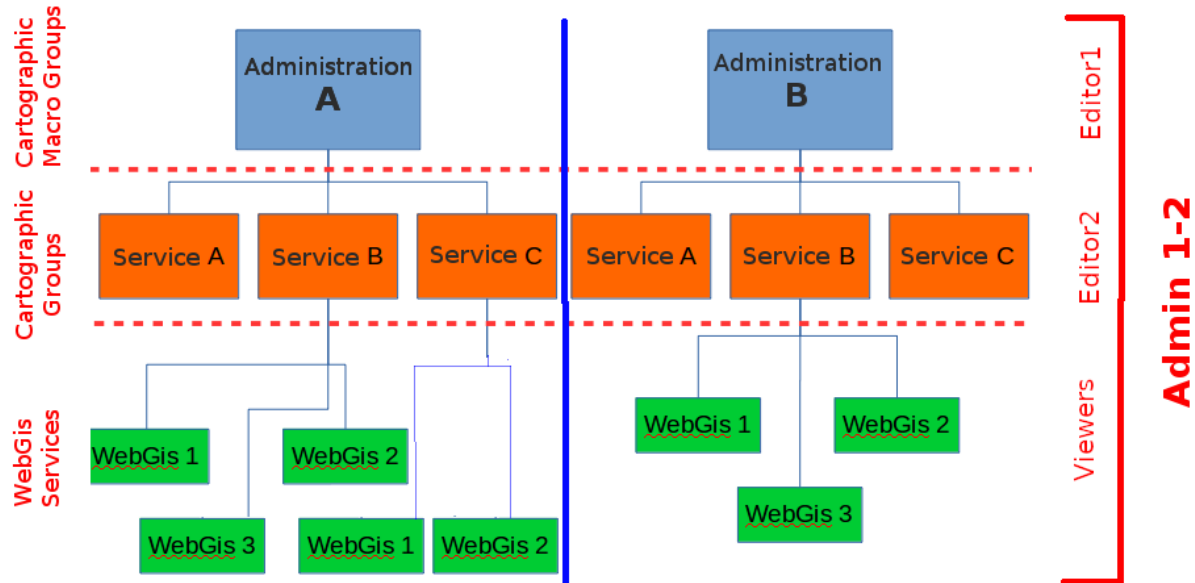 Cartographic
Macro Groups
Administration
A
Administration
B
Editor1
Cartographic
Groups
Service A
Service B
Service C
Service A
Service B
Service C
Editor2
Admin 1-2
WebGis
Services
WebGis 1
WebGis 2
WebGis 3
WebGis 1
WebGis 2
WebGis 1
WebGis 2
WebGis 3
Viewers